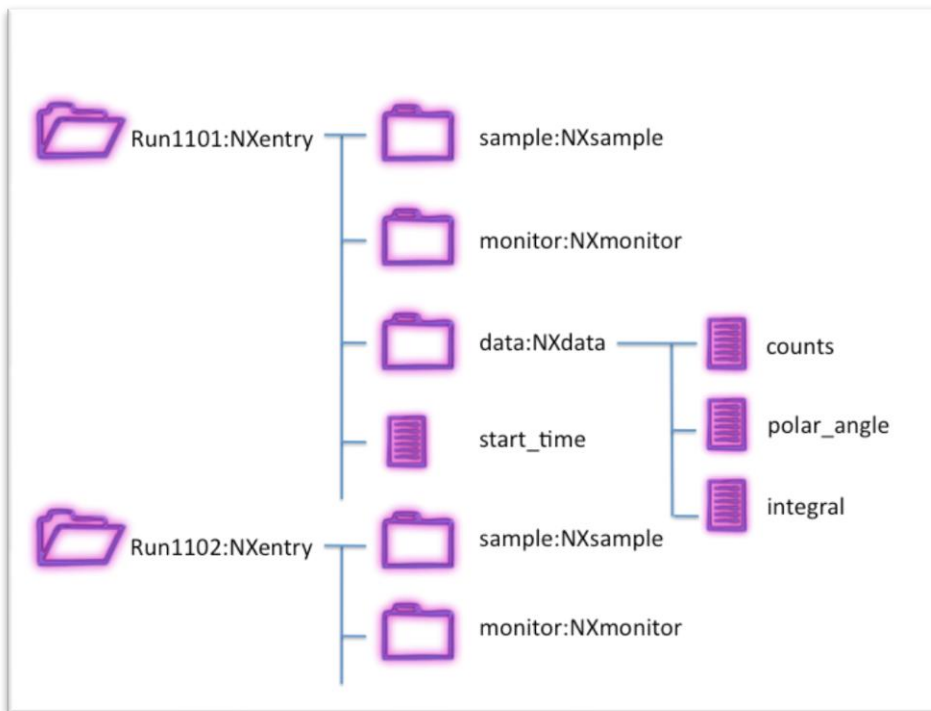 Run1101:NXentry
sample:NXsample
monitor:NXmonitor
data:NXdata
counts
polar_angle
integral
start_time
Run1102:NXentry
sample:NXsample
monitor:NXmonitor